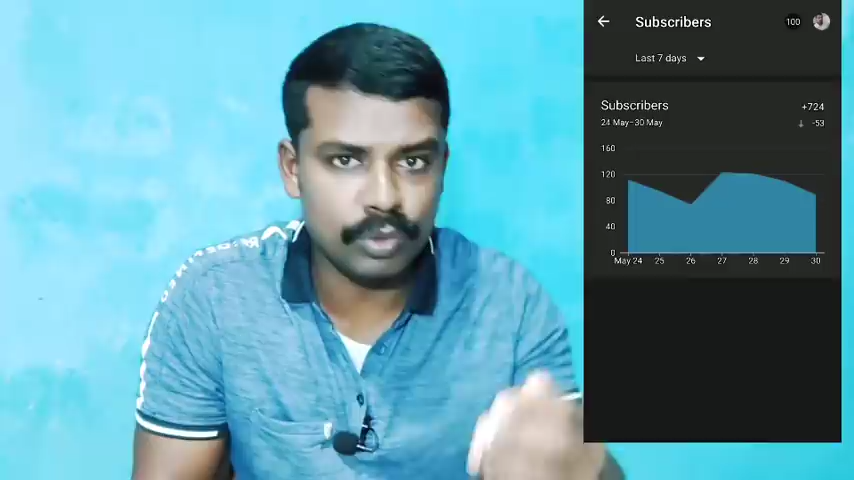 Subscribers
100
Last 7 days
Subscribers
+724
24 May–30 May
↓ -53
160
120
80
40
0
May 24 25 26 27 28 29 30